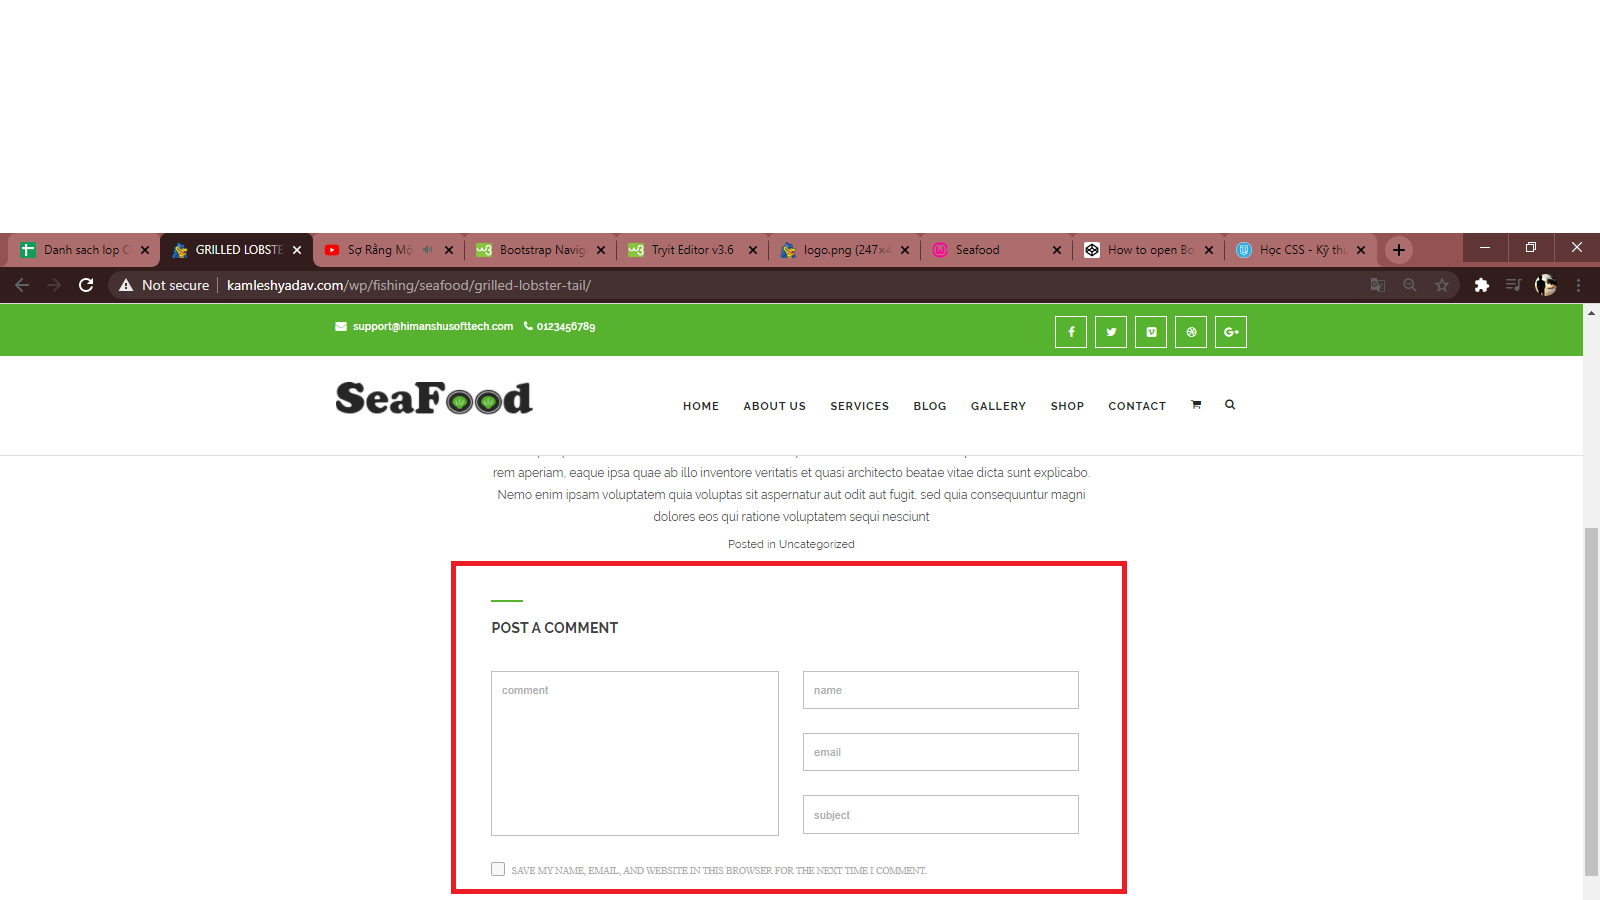 Danh sach lop C
GRILLED LOBSTE
Sợ Rằng Mộ
Bootstrap Navig
Tryit Editor v3.6
logo.png (247×4
Seafood
How to open Bo
Học CSS - Kỹ thu
Not secure
kamleshyadav.com/wp/fishing/seafood/grilled-lobster-tail/
support@himanshusofttech.com 0123456789
SeaFood
HOME ABOUT US SERVICES BLOG GALLERY SHOP CONTACT
rem aperiam, eaque ipsa quae ab illo inventore veritatis et quasi architecto beatae vitae dicta sunt explicabo.
Nemo enim ipsam voluptatem quia voluptas sit aspernatur aut odit aut fugit, sed quia consequuntur magni
dolores eos qui ratione voluptatem sequi nesciunt
Posted in Uncategorized
POST A COMMENT
comment
name
email
subject
SAVE MY NAME, EMAIL, AND WEBSITE IN THIS BROWSER FOR THE NEXT TIME I COMMENT.